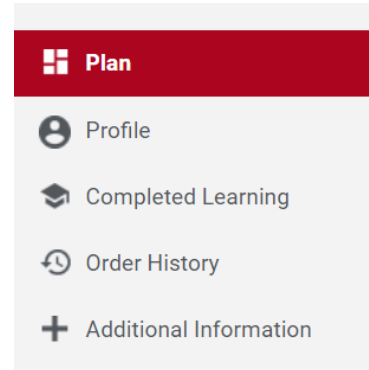 Plan
Profile
Completed Learning
Order History
Additional Information